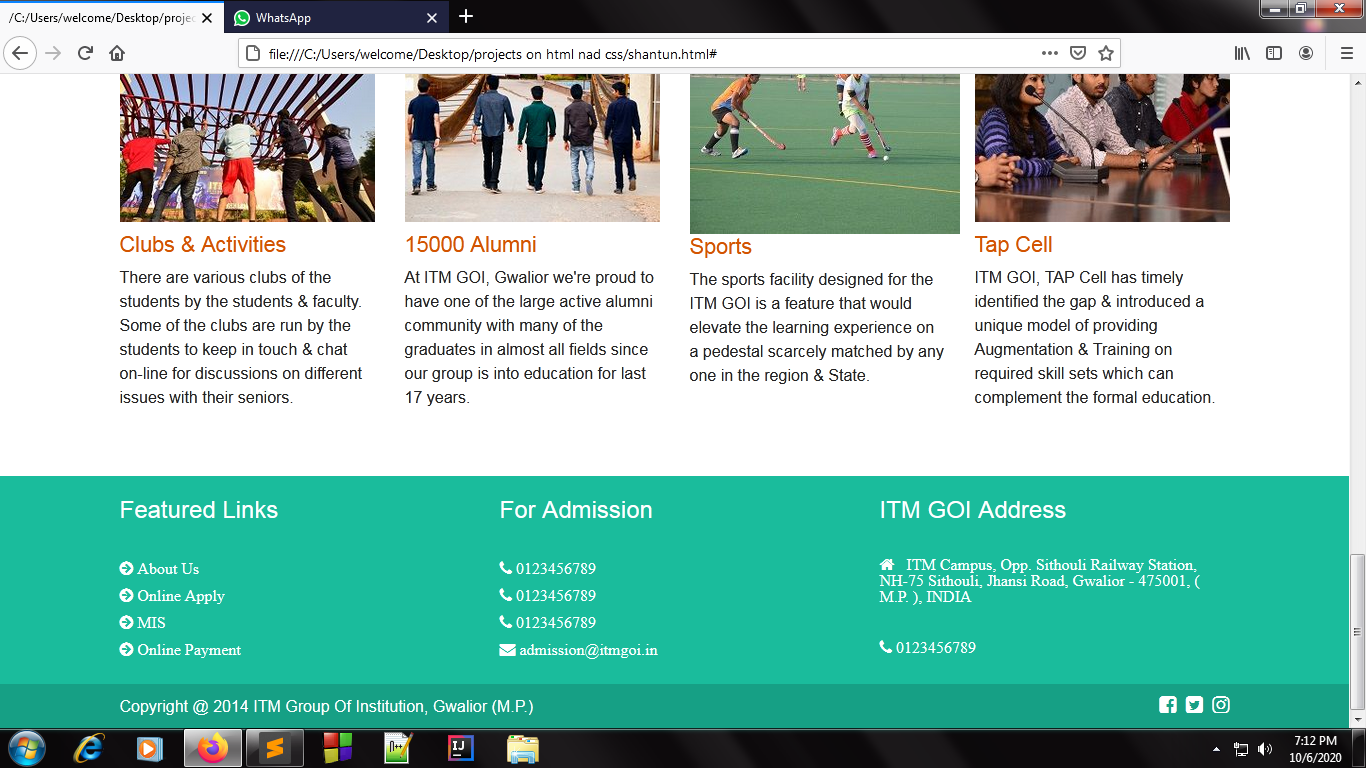 /C:/Users/welcome/Desktop/projec
WhatsApp
file:///C:/Users/welcome/Desktop/projects on html nad css/shantun.html#
Clubs & Activities
There are various clubs of the
students by the students & faculty.
Some of the clubs are run by the
students to keep in touch & chat
on-line for discussions on different
issues with their seniors.
15000 Alumni
At ITM GOI, Gwalior we're proud to
have one of the large active alumni
community with many of the
graduates in almost all fields since
our group is into education for last
17 years.
Sports
The sports facility designed for the
ITM GOI is a feature that would
elevate the learning experience on
a pedestal scarcely matched by any
one in the region & State.
Tap Cell
ITM GOI, TAP Cell has timely
identified the gap & introduced a
unique model of providing
Augmentation & Training on
required skill sets which can
complement the formal education.
Featured Links
About Us
Online Apply
MIS
Online Payment
For Admission
0123456789
0123456789
0123456789
admission@itmgoi.in
ITM GOI Address
ITM Campus, Opp. Sithouli Railway Station,
NH-75 Sithouli, Jhansi Road, Gwalior - 475001, (
M.P. ), INDIA
0123456789
Copyright @ 2014 ITM Group Of Institution, Gwalior (M.P.)
7:12 PM
10/6/2020